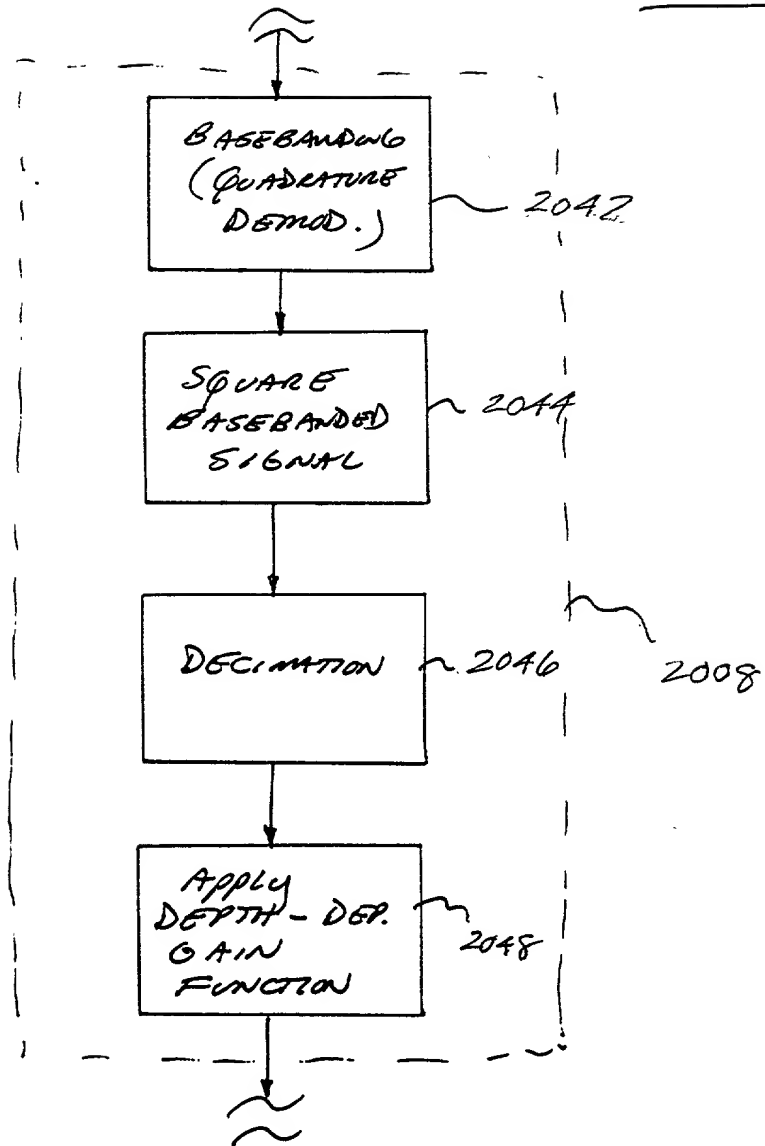 BASEBANDING
(QUADRATURE
DEMOD.)
2042
SQUARE
BASEBANDED
SIGNAL
2044
DECIMATION
2046
2008
APPLY
DEPTH-DEP.
GAIN
FUNCTION
2048